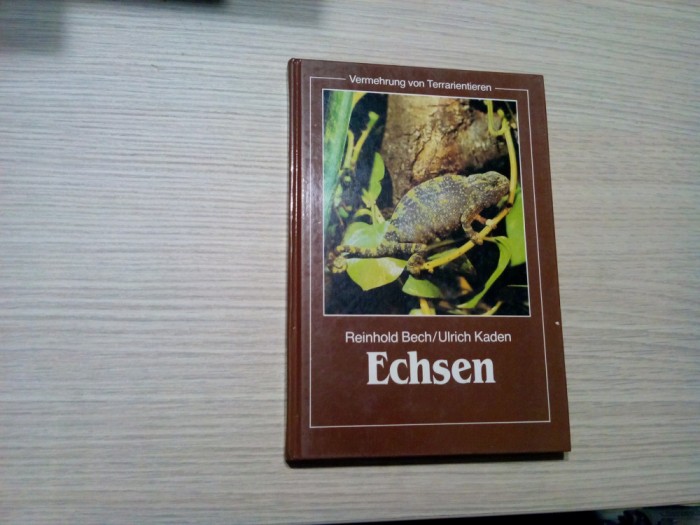 Vermehrung von Terrarientieren
Reinhold Bech/Ulrich Kaden
Echsen